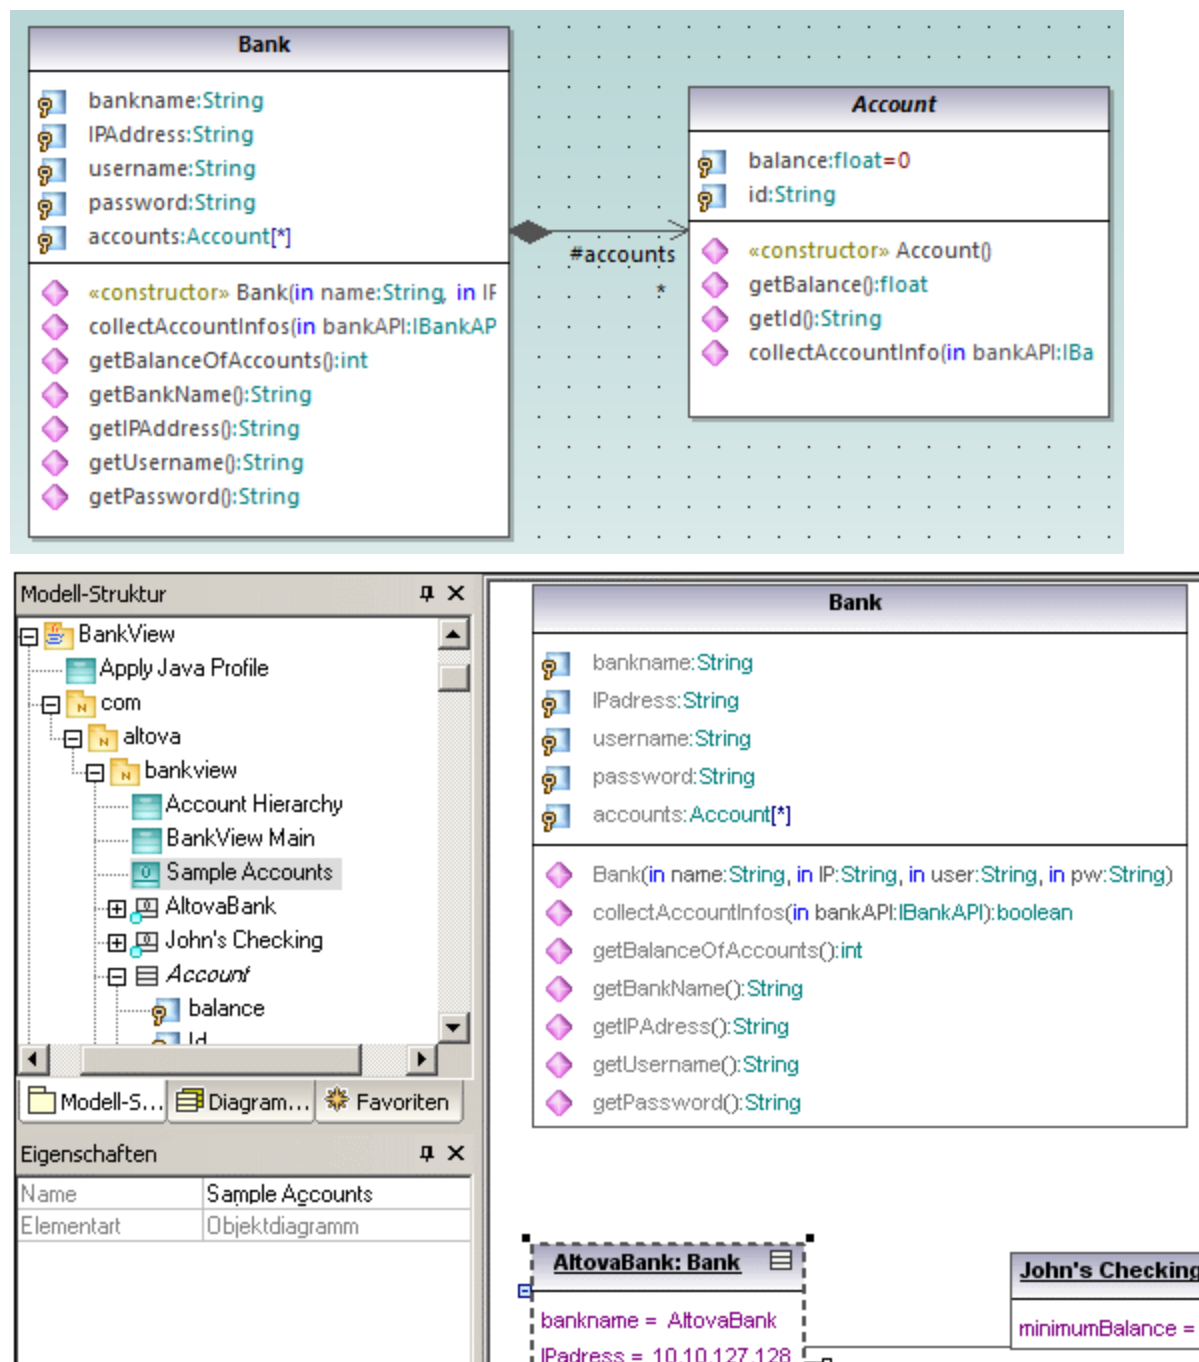 Bank
bankname:String
IPAddress:String
username:String
password:String
accounts:Account[*]
«constructor» Bank(in name:String, in IF
collectAccountInfos(in bankAPI:IBankAP
getBalanceOfAccounts():int
getBankName():String
getIPAddress():String
getUsername():String
getPassword():String
#accounts
*
Account
balance:float=0
id:String
«constructor» Account()
getBalance():float
getId():String
collectAccountInfo(in bankAPI:IBa
Modell-Struktur
BankView
Apply Java Profile
com
altova
bankview
Account Hierarchy
BankView Main
Sample Accounts
AltovaBank
John's Checking
Account
balance
Id
Modell-S...
Diagram...
Favoriten
Eigenschaften
Name Sample Accounts
Elementart Objektdiagramm
Bank
bankname:String
IPadress:String
username:String
password:String
accounts:Account[*]
Bank(in name:String, in IP:String, in user:String, in pw:String)
collectAccountInfos(in bankAPI:IBankAPI):boolean
getBalanceOfAccounts():int
getBankName():String
getIPAdress():String
getUsername():String
getPassword():String
AltovaBank: Bank
bankname = AltovaBank
IPadress = 10.10.127.128
John's Checking
minimumBalance =